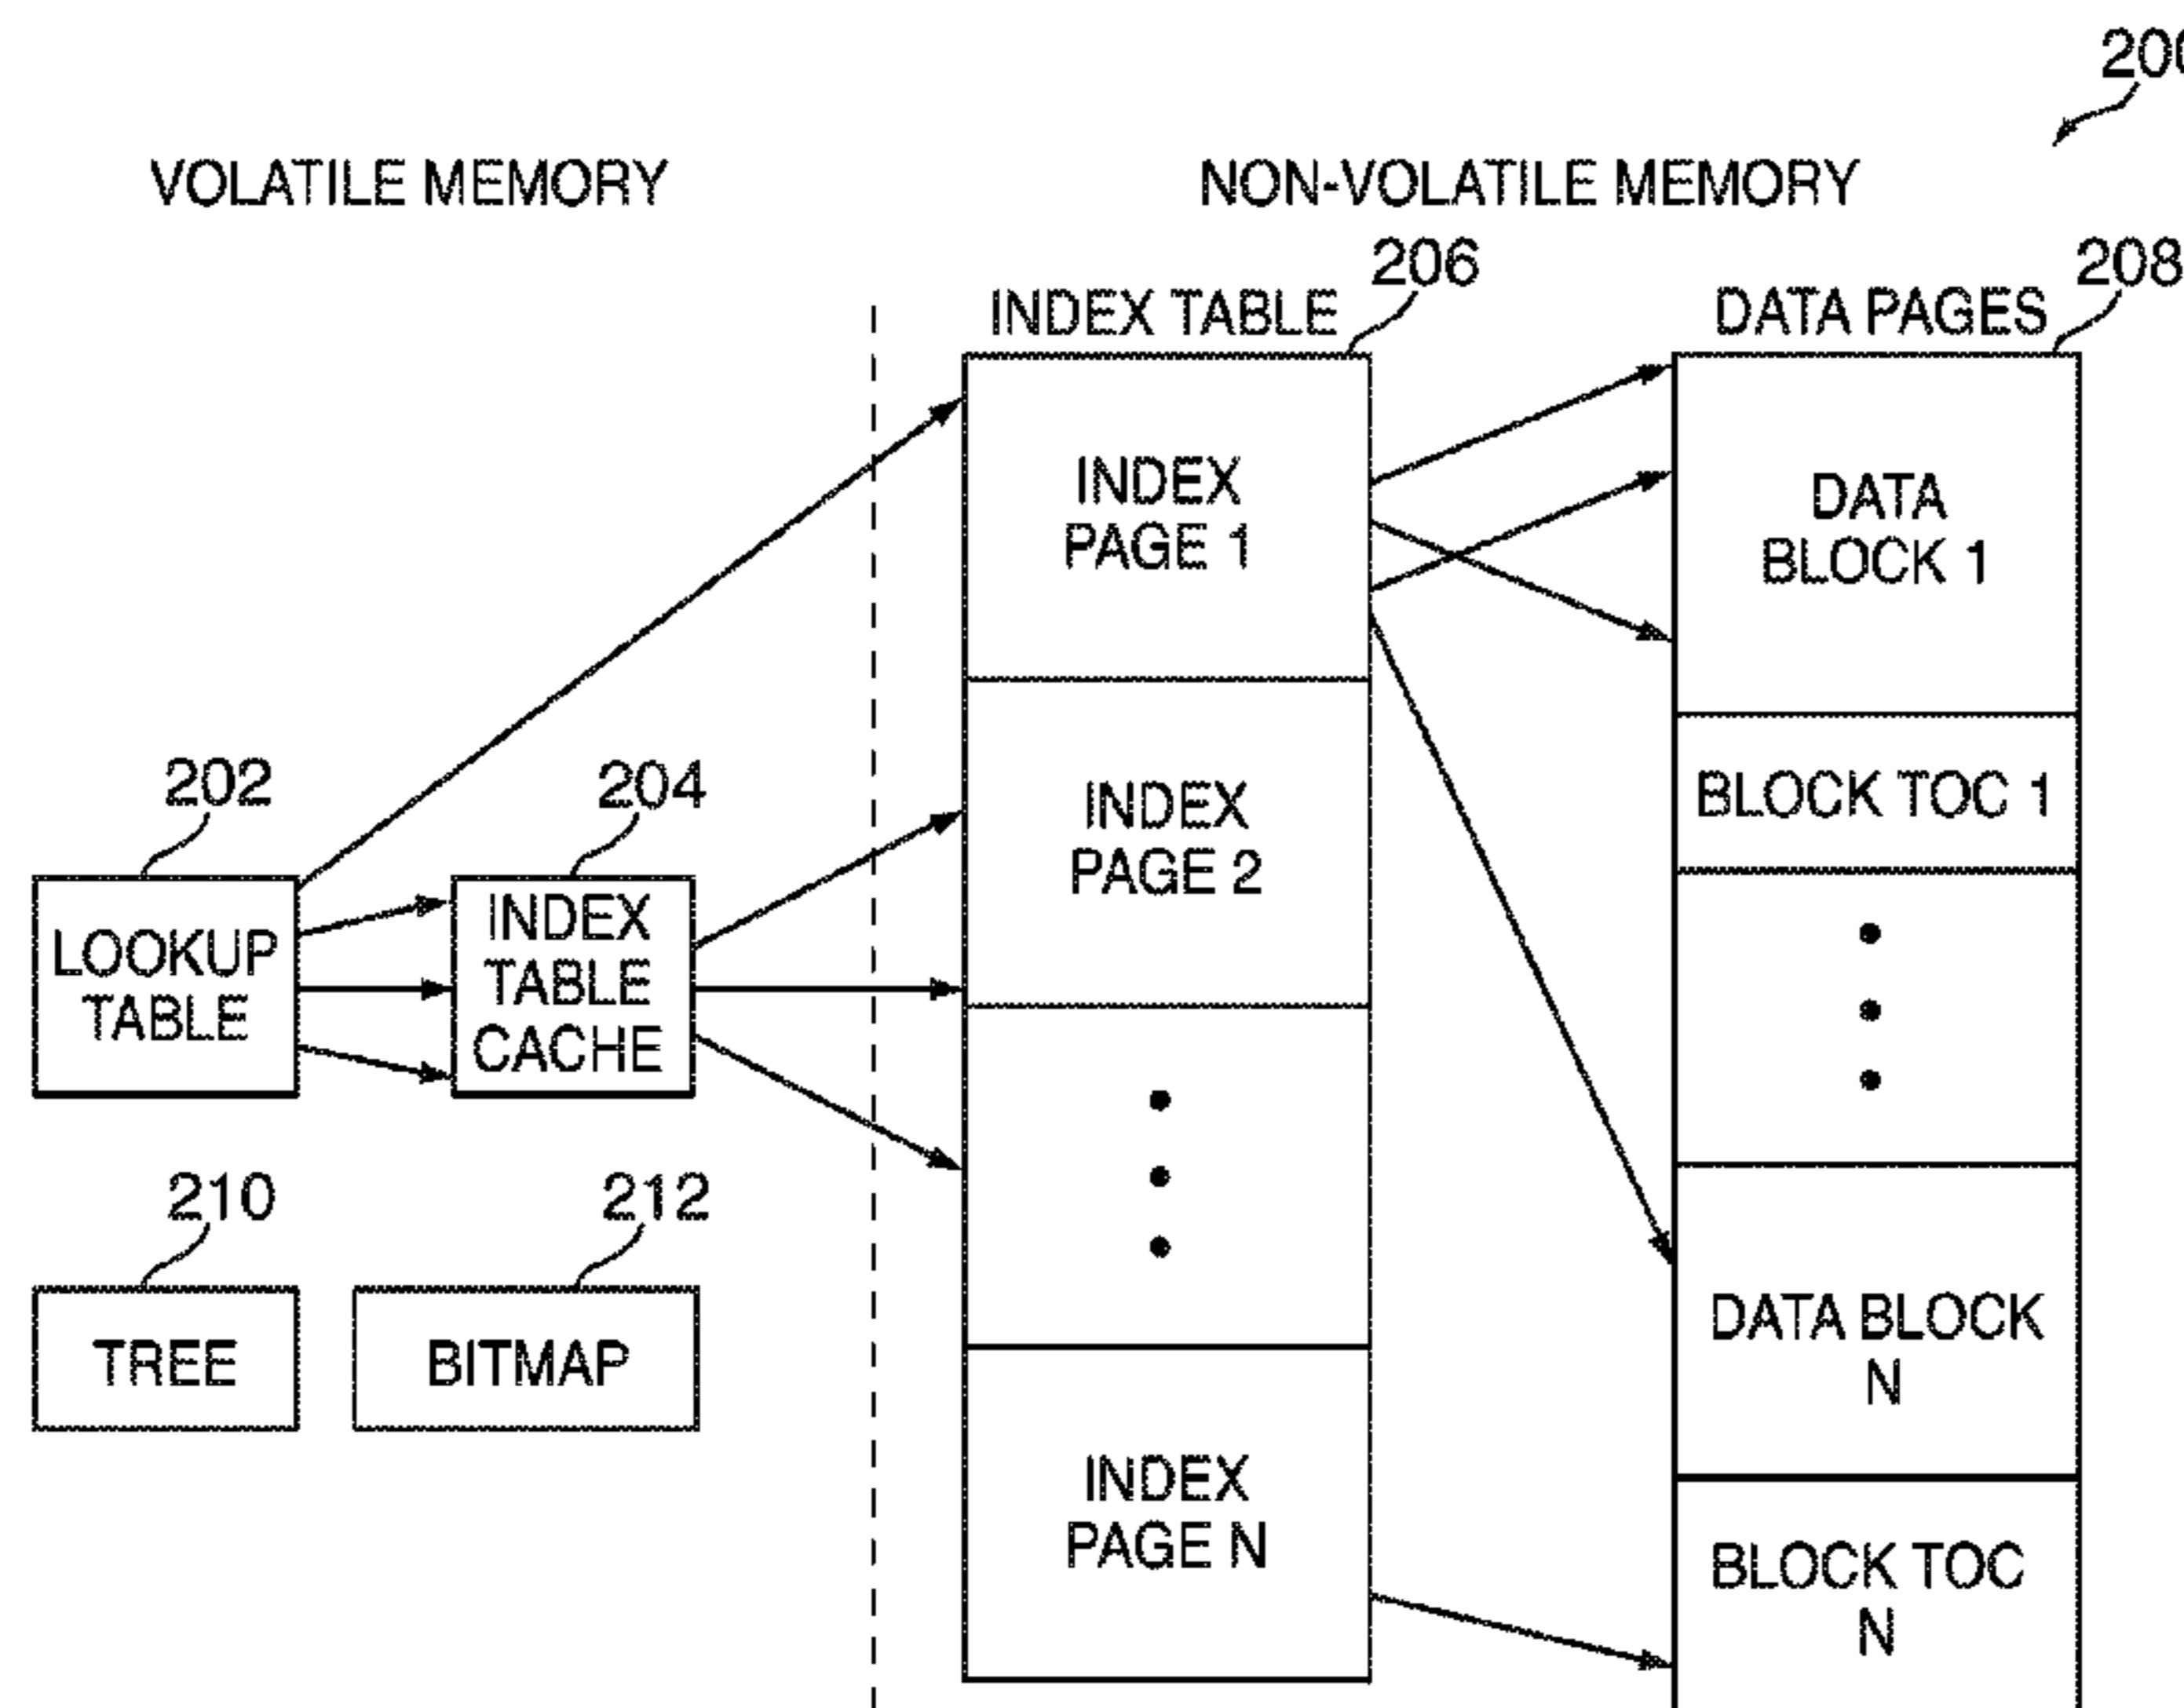 200
VOLATILE MEMORY
NON-VOLATILE MEMORY
206
208
INDEX TABLE
DATA PAGES
INDEX
PAGE 1
DATA
BLOCK 1
202
204
INDEX
PAGE 2
BLOCK TOC 1
LOOKUP
TABLE
INDEX
TABLE
CACHE
210
212
TREE
BITMAP
DATA BLOCK
N
INDEX
PAGE N
BLOCK TOC
N